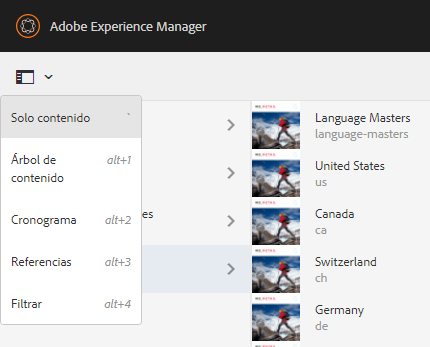 Adobe Experience Manager
Solo contenido `
Árbol de alt+1
contenido
Cronograma alt+2
es
Referencias alt+3
Filtrar alt+4
Language Masters
language-masters
United States
us
Canada
ca
Switzerland
ch
Germany
de